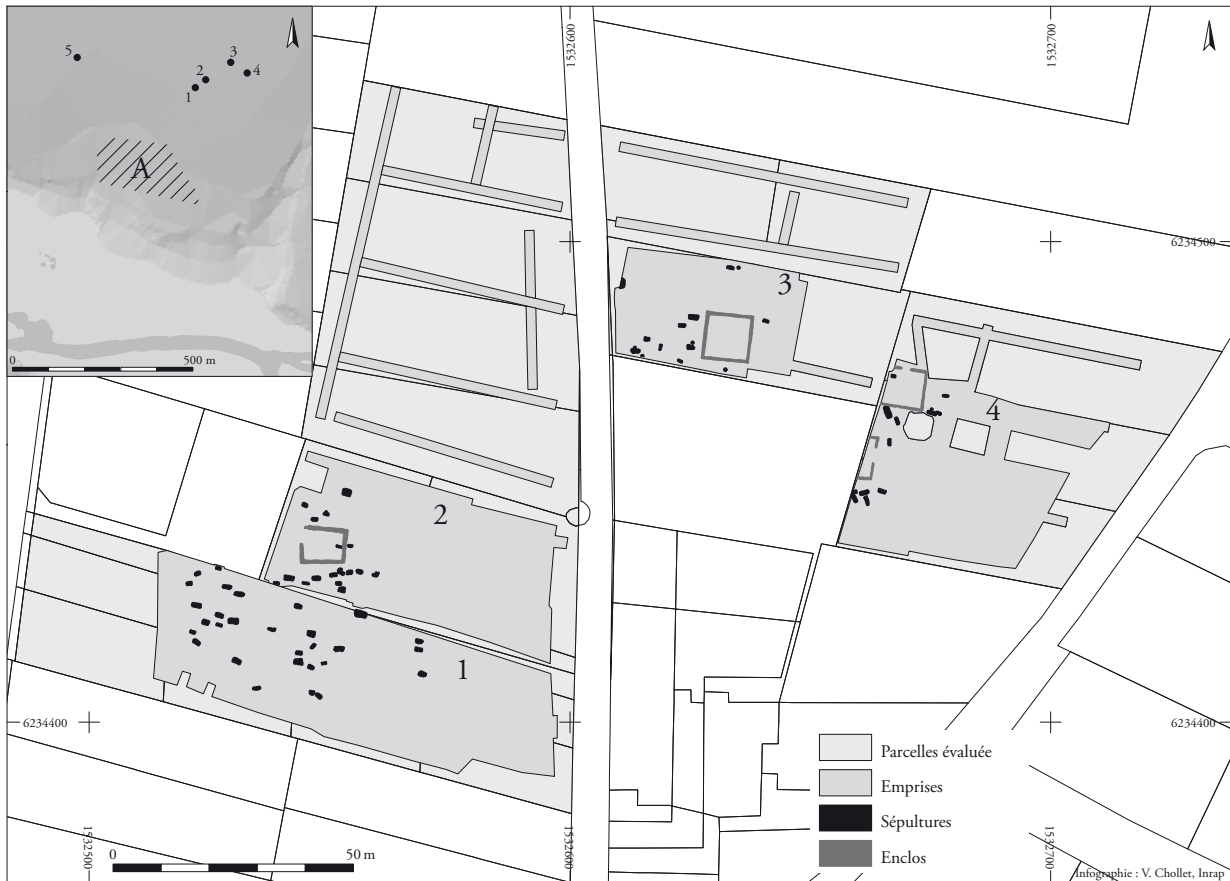 5
3
2
4
1
A
0
500 m
1532600
1532700
6234500
3
4
2
1
6234400
6234400
Parcelles évaluée
Emprises
Sépultures
Enclos
1532500
1532600
1532700
0
50 m
Infographie : V. Chollet, Inrap